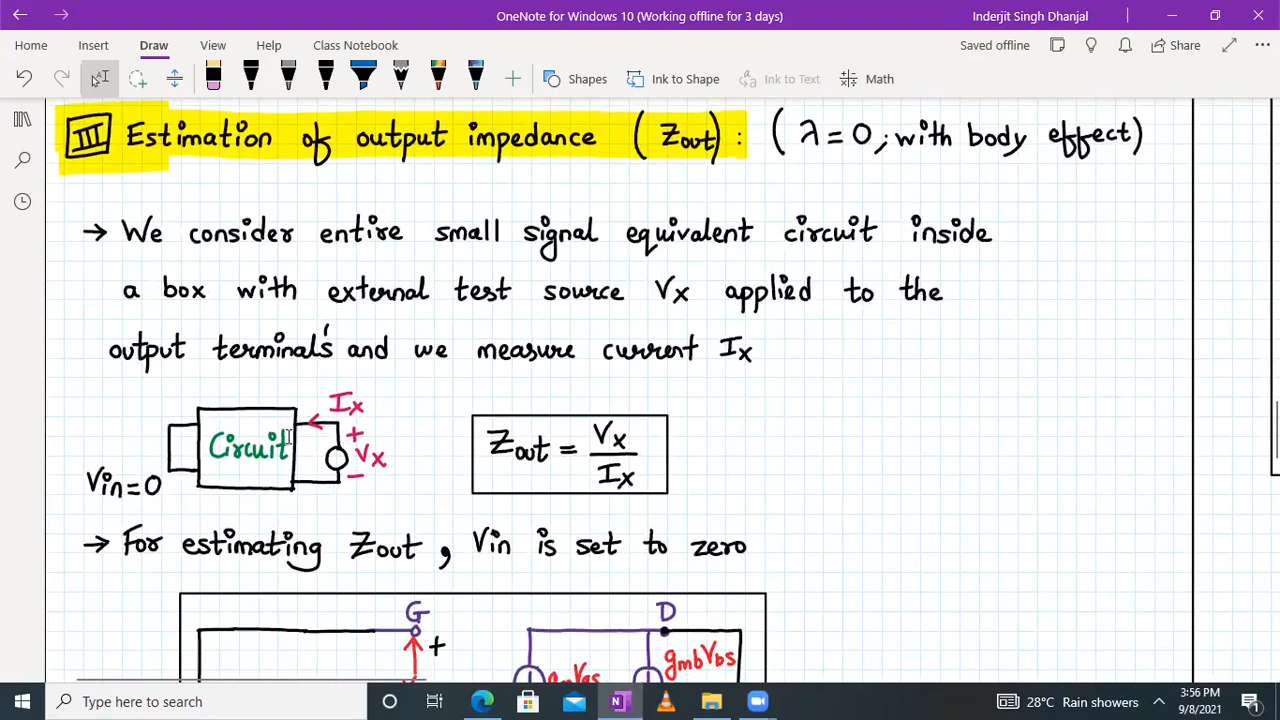 OneNote for Windows 10 (Working offline for 3 days)
Inderjit Singh Dhanjal
Home Insert Draw View Help Class Notebook
Saved offline
Share
Shapes
Ink to Shape
Ink to Text
Math
III Estimation of output impedance (Zout) : (λ=0; with body effect)
→ We consider entire small signal equivalent circuit inside
a box with external test source Vx applied to the
output terminals' and we measure current Ix
Ix
Circuit
+
Vx
-
Vin=0
Zout = Vx / Ix
→ For estimating Zout, Vin is set to zero
G
D
+
gmVgs
gmbVbs
Type here to search
28°C Rain showers
3:56 PM
9/8/2021
1